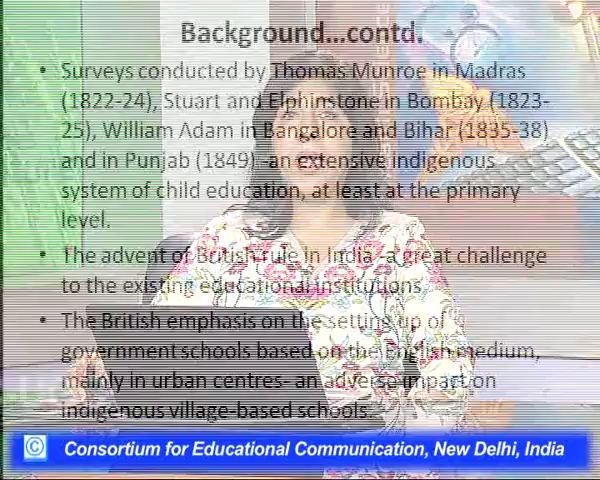 Background...contd.
• Surveys conducted by Thomas Munroe in Madras
(1822-24), Stuart and Elphinstone in Bombay (1823-
25), William Adam in Bangalore and Bihar (1835-38)
and in Punjab (1849) -an extensive indigenous
system of child education, at least at the primary
level.
• The advent of British rule in India -a great challenge
to the existing educational institutions.
• The British emphasis on the setting up of
government schools based on the English medium,
mainly in urban centres- an adverse impact on
indigenous village-based schools.
© Consortium for Educational Communication, New Delhi, India